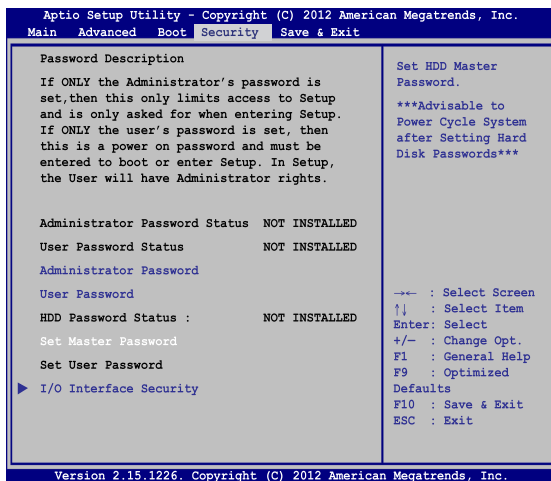 Aptio Setup Utility - Copyright (C) 2012 American Megatrends, Inc.
Main Advanced Boot Security Save & Exit
Password Description
If ONLY the Administrator's password is
set,then this only limits access to Setup
and is only asked for when entering Setup.
If ONLY the user's password is set, then
this is a power on password and must be
entered to boot or enter Setup. In Setup,
the User will have Administrator rights.
Administrator Password Status NOT INSTALLED
User Password Status NOT INSTALLED
Administrator Password
User Password
HDD Password Status : NOT INSTALLED
Set Master Password
Set User Password
I/O Interface Security
Set HDD Master
Password.
***Advisable to
Power Cycle System
after Setting Hard
Disk Passwords***
→← : Select Screen
↑↓ : Select Item
Enter: Select
+/— : Change Opt.
F1 : General Help
F9 : Optimized
Defaults
F10 : Save & Exit
ESC : Exit
Version 2.15.1226. Copyright (C) 2012 American Megatrends, Inc.